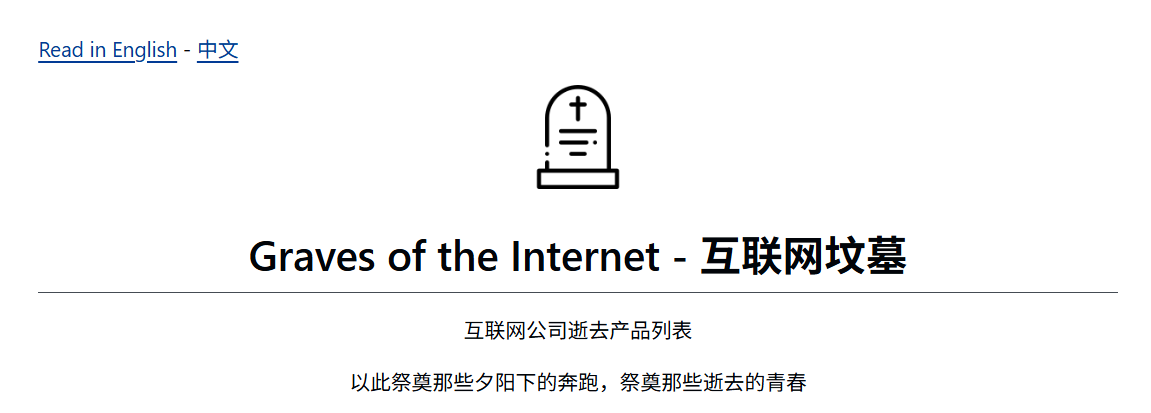 Read in English - 中文
Graves of the Internet - 互联网坟墓
互联网公司逝去产品列表
以此祭奠那些夕阳下的奔跑，祭奠那些逝去的青春